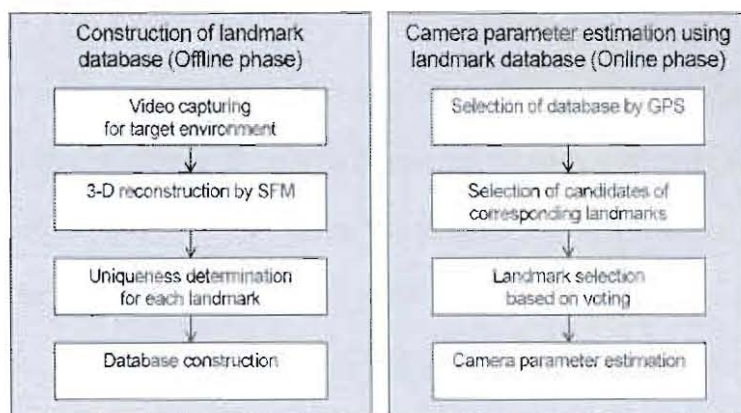 Construction of landmark
database (Offline phase)
Video capturing
for target environment
3-D reconstruction by SFM
Uniqueness determination
for each landmark
Database construction
Camera parameter estimation using
landmark database (Online phase)
Selection of database by GPS
Selection of candidates of
corresponding landmarks
Landmark selection
based on voting
Camera parameter estimation